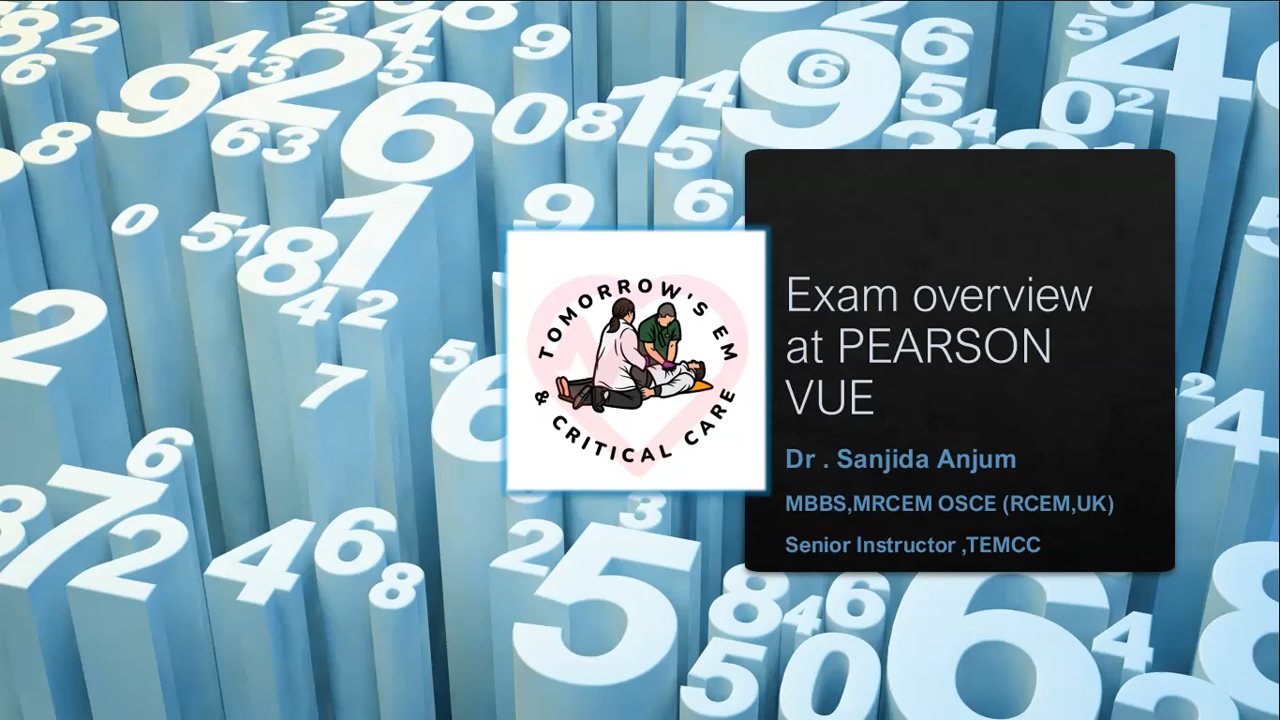 TOMORROW'S EM
& CRITICAL CARE
Exam overview
at PEARSON
VUE
Dr . Sanjida Anjum
MBBS,MRCEM OSCE (RCEM,UK)
Senior Instructor ,TEMCC